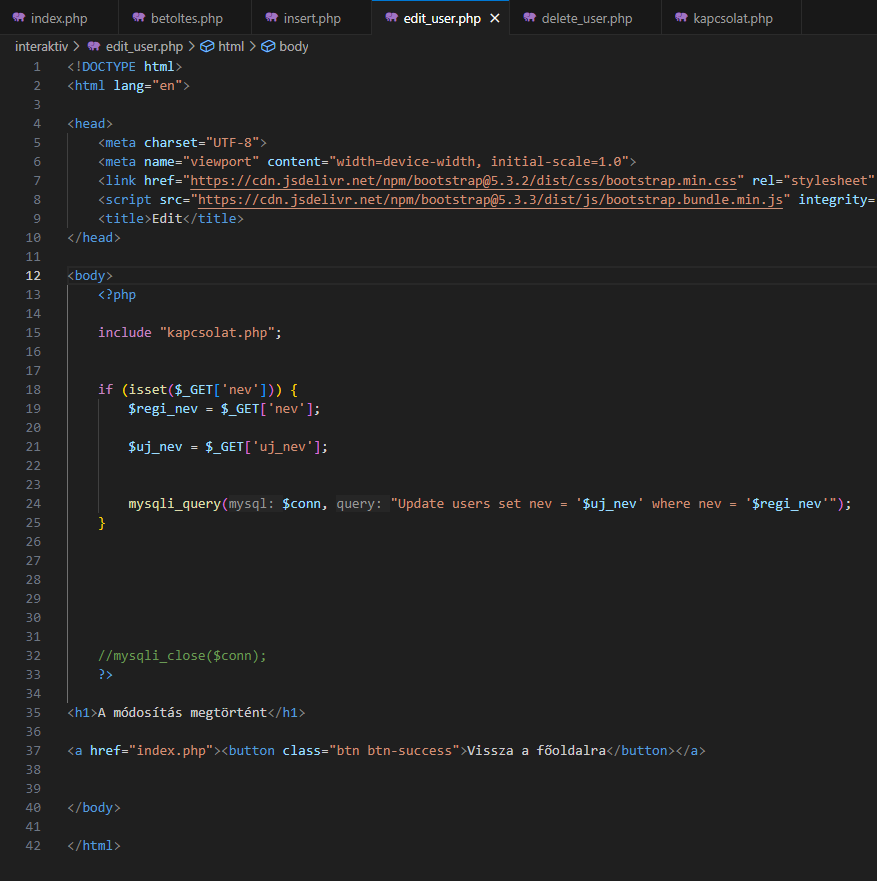 index.php betoltes.php insert.php edit_user.php × delete_user.php kapcsolat.php
interaktiv > edit_user.php > html > body
1 <!DOCTYPE html>
2 <html lang="en">
3
4 <head>
5 <meta charset="UTF-8">
6 <meta name="viewport" content="width=device-width, initial-scale=1.0">
7 <link href="https://cdn.jsdelivr.net/npm/bootstrap@5.3.2/dist/css/bootstrap.min.css" rel="stylesheet"
8 <script src="https://cdn.jsdelivr.net/npm/bootstrap@5.3.3/dist/js/bootstrap.bundle.min.js" integrity=
9 <title>Edit</title>
10 </head>
11
12 <body>
13 <?php
14
15 include "kapcsolat.php";
16
17
18 if (isset($_GET['nev'])) {
19 $regi_nev = $_GET['nev'];
20
21 $uj_nev = $_GET['uj_nev'];
22
23
24 mysqli_query(mysql: $conn, query: "Update users set nev = '$uj_nev' where nev = '$regi_nev'");
25 }
26
27
28
29
30
31
32 //mysqli_close($conn);
33 ?>
34
35 <h1>A módosítás megtörtént</h1>
36
37 <a href="index.php"><button class="btn btn-success">Vissza a főoldalra</button></a>
38
39
40 </body>
41
42 </html>